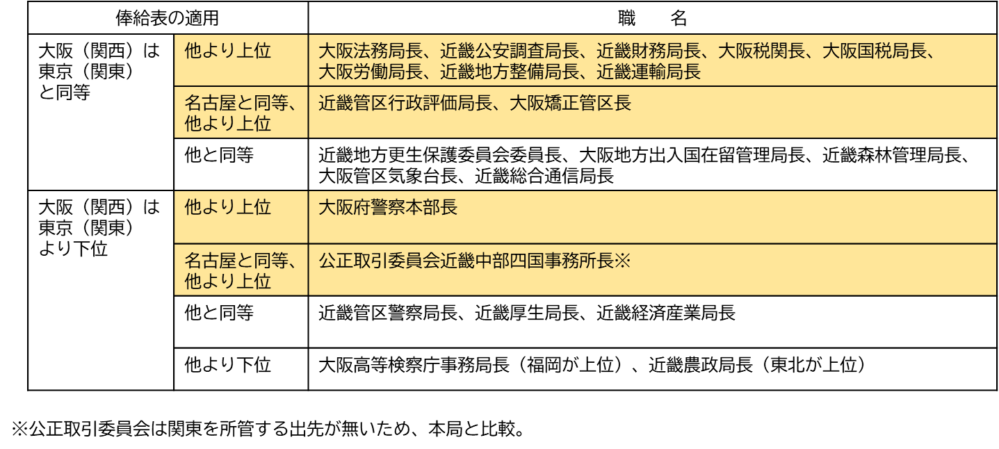 俸給表の適用
職　　名
大阪（関西）は
東京（関東）
と同等
他より上位
大阪法務局長、近畿公安調査局長、近畿財務局長、大阪税関長、大阪国税局長、
大阪労働局長、近畿地方整備局長、近畿運輸局長
名古屋と同等、
他より上位
近畿管区行政評価局長、大阪矯正管区長
他と同等
近畿地方更生保護委員会委員長、大阪地方出入国在留管理局長、近畿森林管理局長、
大阪管区気象台長、近畿総合通信局長
大阪（関西）は
東京（関東）
より下位
他より上位
大阪府警察本部長
名古屋と同等、
他より上位
公正取引委員会近畿中部四国事務所長※
他と同等
近畿管区警察局長、近畿厚生局長、近畿経済産業局長
他より下位
大阪高等検察庁事務局長（福岡が上位）、近畿農政局長（東北が上位）
※公正取引委員会は関東を所管する出先が無いため、本局と比較。